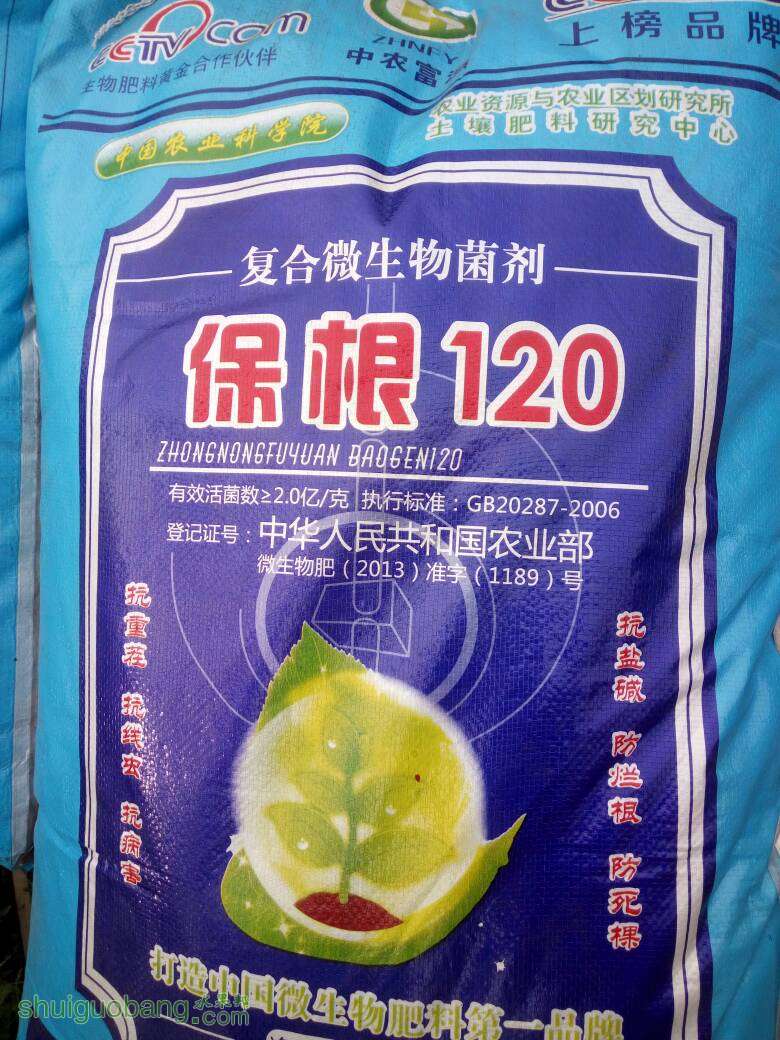 CCTV.com
生物肥料黄金合作伙伴
ZHNFY
中农富
上榜品牌
中国农业科学院
农业资源与农业区划研究所
土壤肥料研究中心
复合微生物菌剂
保根120
ZHONGNONGFUYUAN BAOGEN120
有效活菌数≥2.0亿/克 执行标准：GB20287-2006
登记证号：中华人民共和国农业部
微生物肥（2013）准字（1189）号
抗重茬 抗线虫 抗病害
抗盐碱 防烂根 防死棵
打造中国微生物肥料第一品牌
水果邦
shuiguobang.com